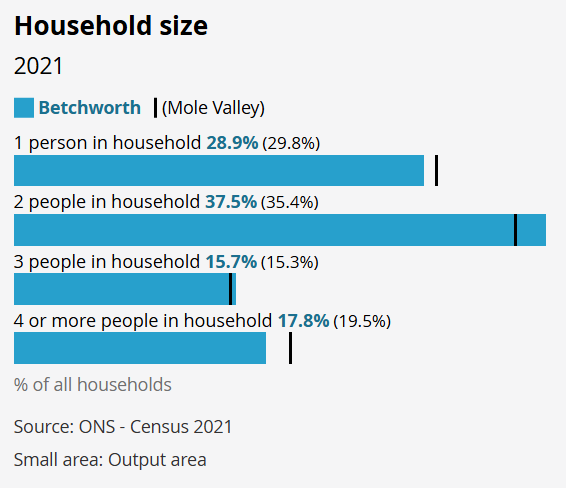 Household size
2021
Betchworth (Mole Valley)
1 person in household 28.9% (29.8%)
2 people in household 37.5% (35.4%)
3 people in household 15.7% (15.3%)
4 or more people in household 17.8% (19.5%)
% of all households
Source: ONS - Census 2021
Small area: Output area